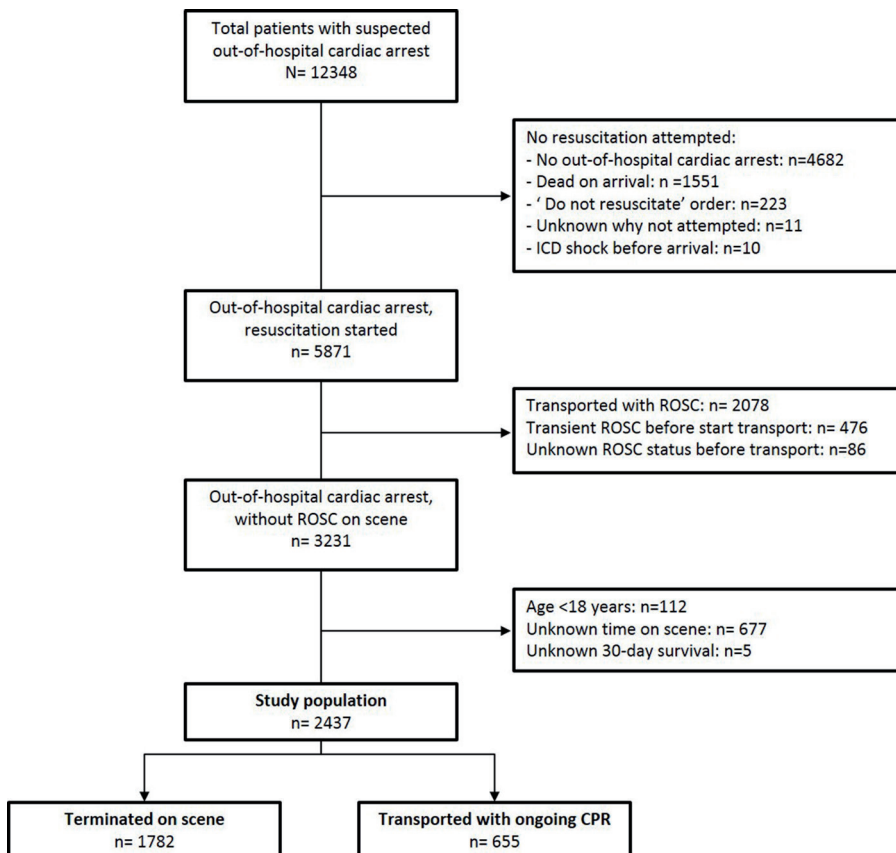 Total patients with suspected
out-of-hospital cardiac arrest
N= 12348
No resuscitation attempted:
- No out-of-hospital cardiac arrest: n=4682
- Dead on arrival: n =1551
- ‘ Do not resuscitate’ order: n=223
- Unknown why not attempted: n=11
- ICD shock before arrival: n=10
Out-of-hospital cardiac arrest,
resuscitation started
n= 5871
Transported with ROSC: n= 2078
Transient ROSC before start transport: n= 476
Unknown ROSC status before transport: n=86
Out-of-hospital cardiac arrest,
without ROSC on scene
n= 3231
Age <18 years: n=112
Unknown time on scene: n= 677
Unknown 30-day survival: n=5
Study population
n= 2437
Terminated on scene
n= 1782
Transported with ongoing CPR
n= 655